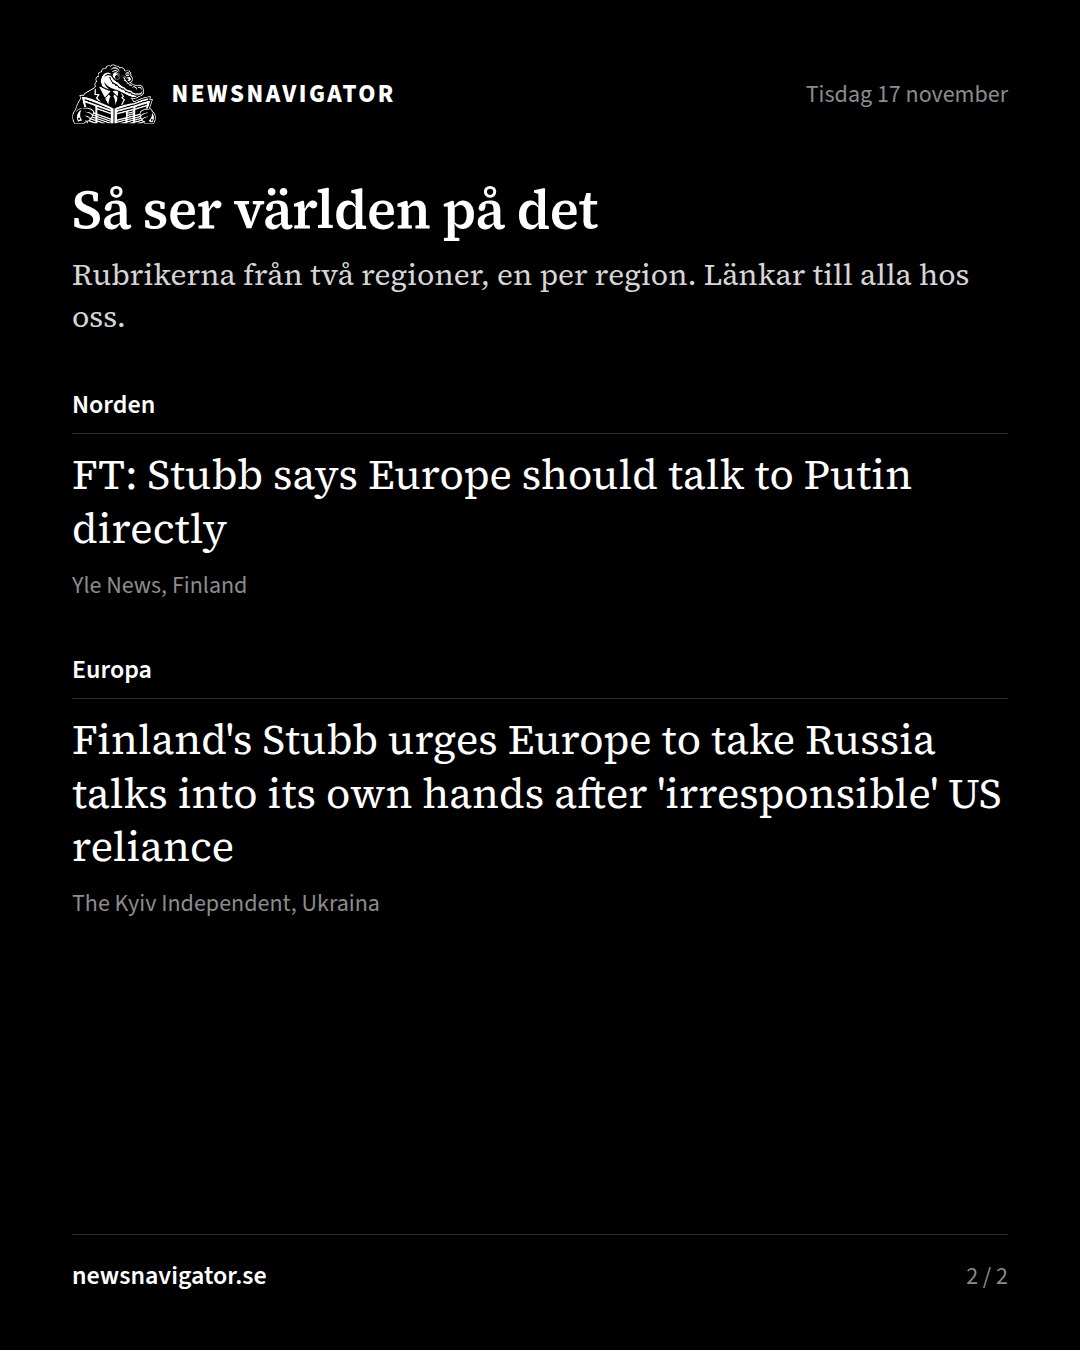 NEWSNAVIGATOR
Tisdag 17 november
Så ser världen på det
Rubrikerna från två regioner, en per region. Länkar till alla hos
oss.
Norden
FT: Stubb says Europe should talk to Putin
directly
Yle News, Finland
Europa
Finland's Stubb urges Europe to take Russia
talks into its own hands after 'irresponsible' US
reliance
The Kyiv Independent, Ukraina
newsnavigator.se
2 / 2